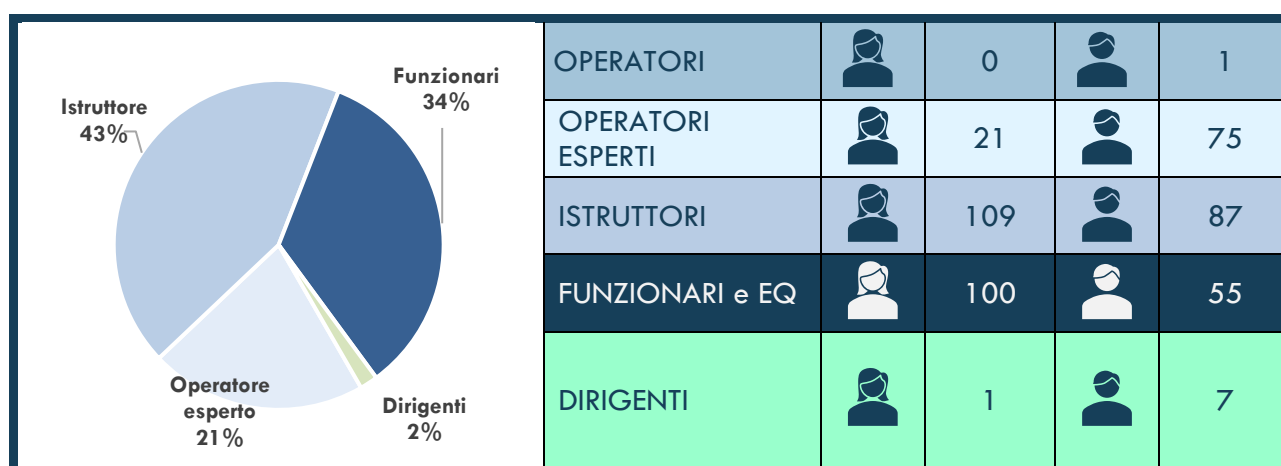 Funzionari
34%
Istruttore
43%
Operatore
esperto
21%
Dirigenti
2%
OPERATORI 0 1
OPERATORI
ESPERTI 21 75
ISTRUTTORI 109 87
FUNZIONARI e EQ 100 55
DIRIGENTI 1 7